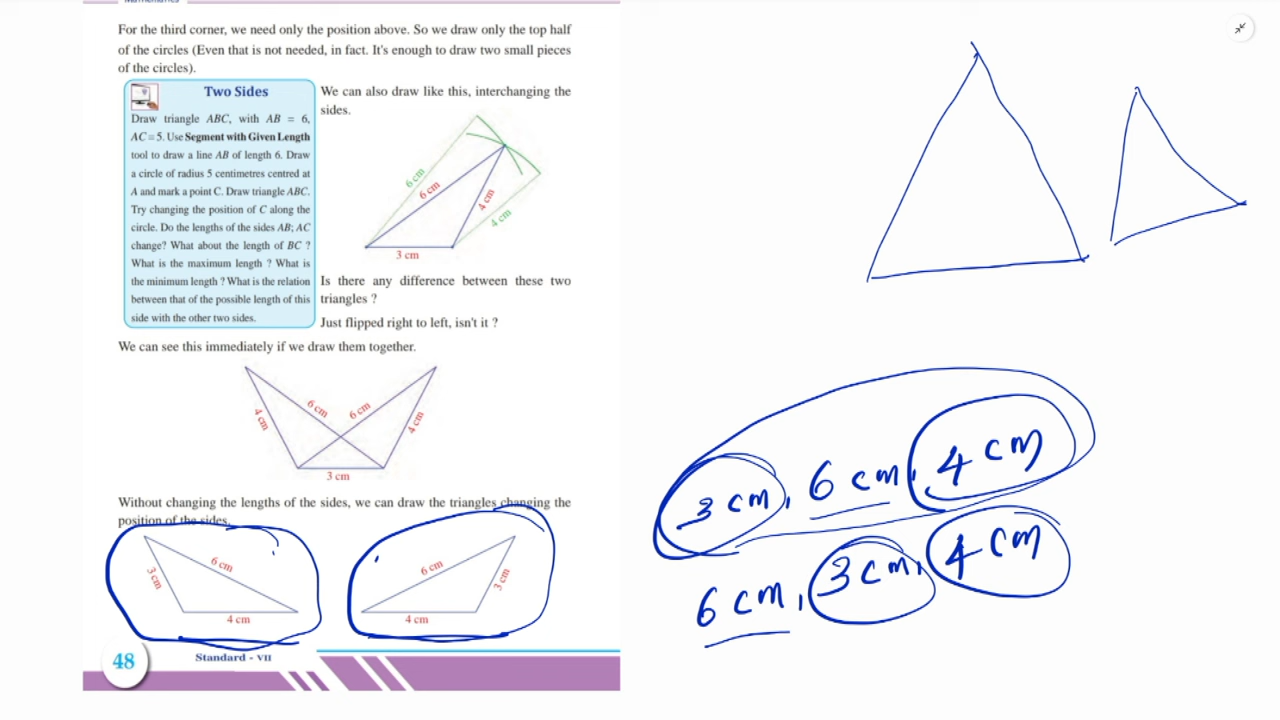 Mathematics
For the third corner, we need only the position above. So we draw only the top half
of the circles (Even that is not needed, in fact. It's enough to draw two small pieces
of the circles).
Two Sides
Draw triangle ABC, with AB = 6,
AC = 5. Use Segment with Given Length
tool to draw a line AB of length 6. Draw
a circle of radius 5 centimetres centred at
A and mark a point C. Draw triangle ABC.
Try changing the position of C along the
circle. Do the lengths of the sides AB; AC
change? What about the length of BC ?
What is the maximum length ? What is
the minimum length ? What is the relation
between that of the possible length of this
side with the other two sides.
We can also draw like this, interchanging the
sides.
6 cm
6 cm
4 cm
4 cm
3 cm
Is there any difference between these two
triangles ?
Just flipped right to left, isn't it ?
We can see this immediately if we draw them together.
4 cm
6 cm
6 cm
4 cm
3 cm
Without changing the lengths of the sides, we can draw the triangles changing the
position of the sides.
3 cm
6 cm
4 cm
6 cm
3 cm
4 cm
48
Standard - VII
3 cm, 6 cm, 4 cm
6 cm, 3 cm, 4 cm